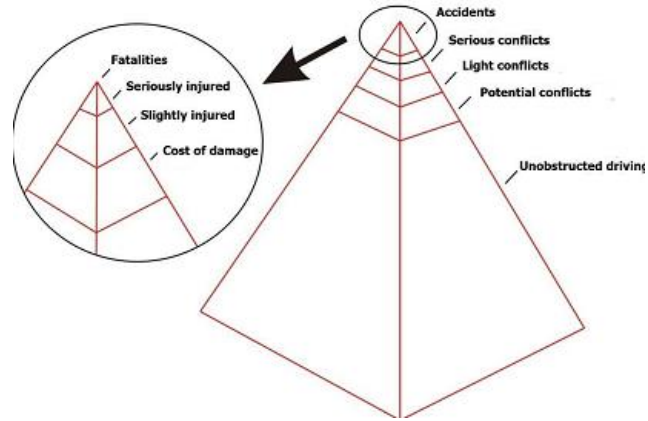 Fatalities
Seriously injured
Slightly injured
Cost of damage
Accidents
Serious conflicts
Light conflicts
Potential conflicts
Unobstructed driving